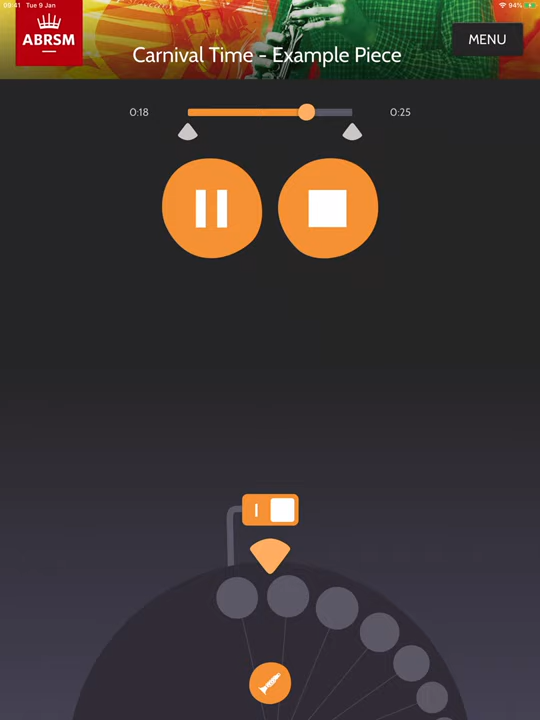 09:41 Tue 9 Jan
94%
ABRSM
Carnival Time - Example Piece
MENU
0:18
0:25